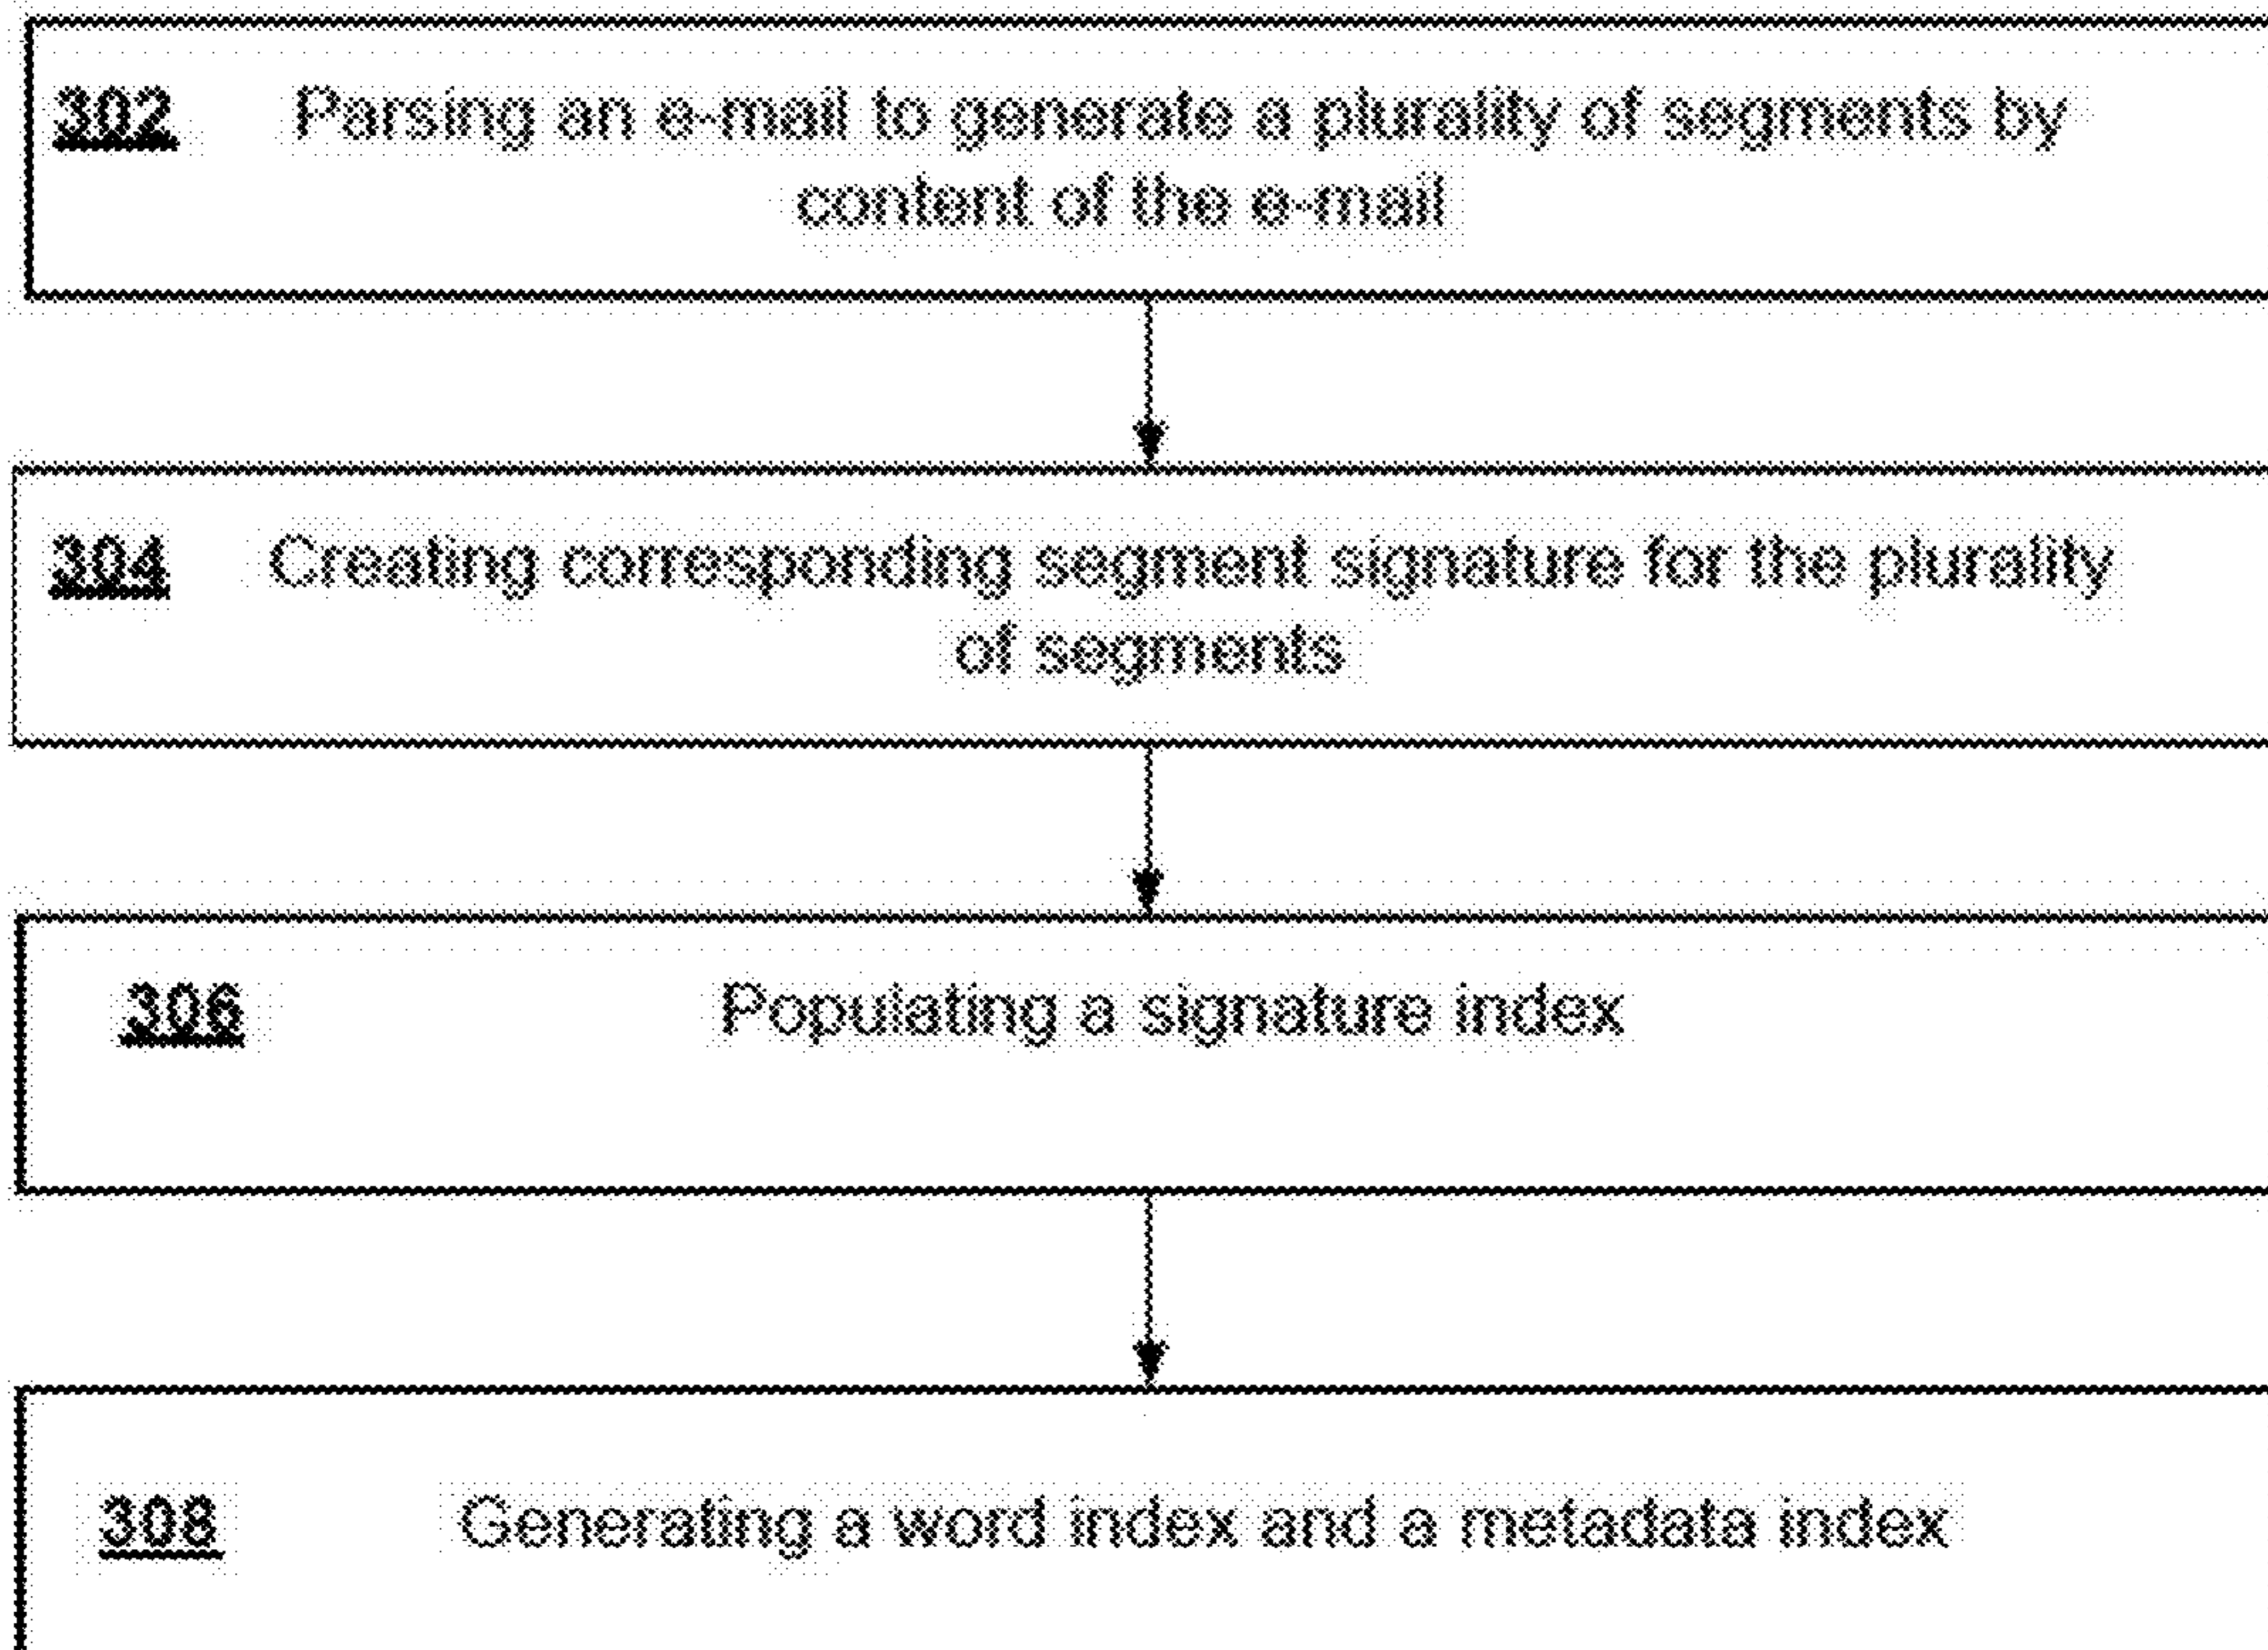 302 Parsing an e-mail to generate a plurality of segments by
content of the e-mail
304 Creating corresponding segment signature for the plurality
of segments
306 Populating a signature index
308 Generating a word index and a metadata index